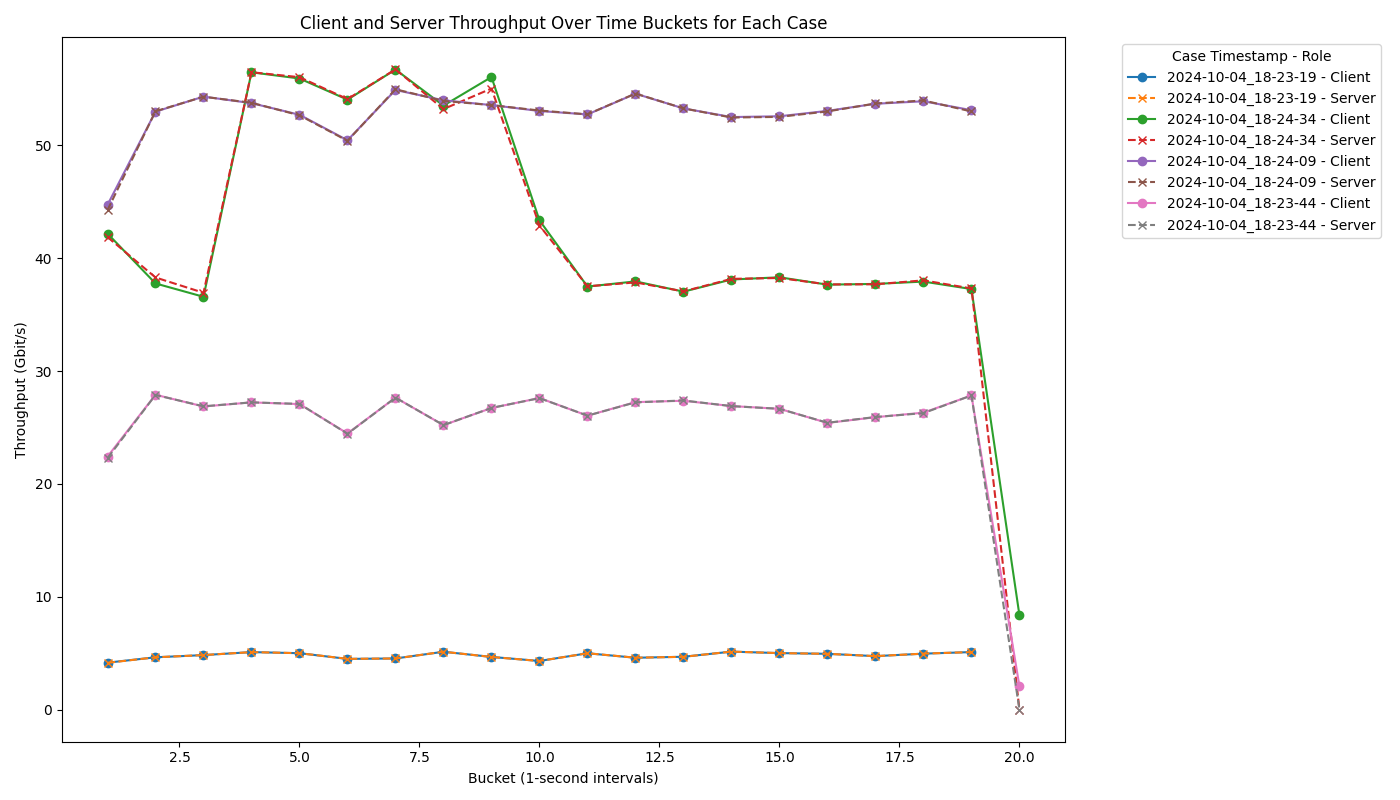 Client and Server Throughput Over Time Buckets for Each Case
Throughput (Gbit/s)
50
40
30
20
10
0
2.5 5.0 7.5 10.0 12.5 15.0 17.5 20.0
Bucket (1-second intervals)
Case Timestamp - Role
2024-10-04_18-23-19 - Client
2024-10-04_18-23-19 - Server
2024-10-04_18-24-34 - Client
2024-10-04_18-24-34 - Server
2024-10-04_18-24-09 - Client
2024-10-04_18-24-09 - Server
2024-10-04_18-23-44 - Client
2024-10-04_18-23-44 - Server